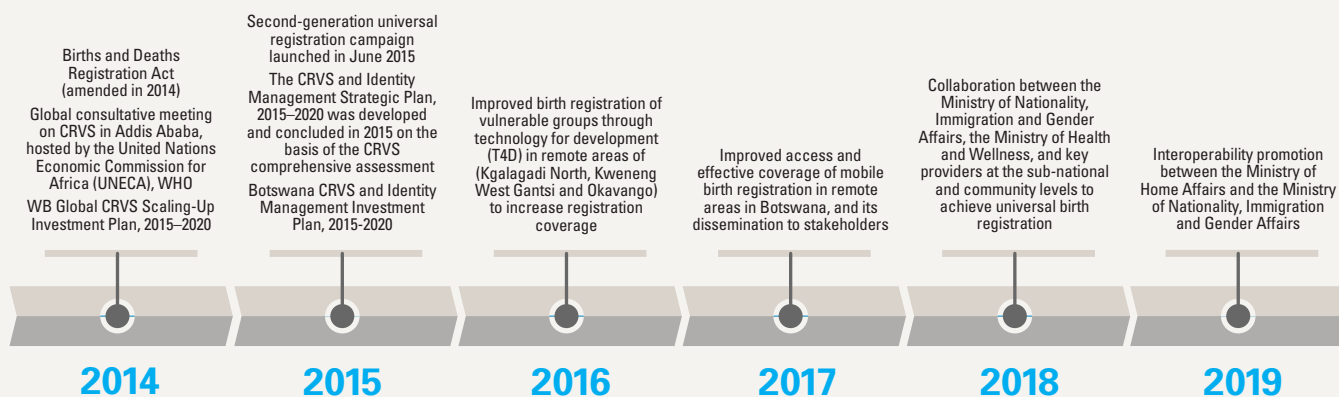 Births and Deaths
Registration Act
(amended in 2014)
Global consultative meeting
on CRVS in Addis Ababa,
hosted by the United Nations
Economic Commission for
Africa (UNECA), WHO
WB Global CRVS Scaling-Up
Investment Plan, 2015–2020
Second-generation universal
registration campaign
launched in June 2015
The CRVS and Identity
Management Strategic Plan,
2015–2020 was developed
and concluded in 2015 on the
basis of the CRVS
comprehensive assessment
Botswana CRVS and Identity
Management Investment
Plan, 2015-2020
Improved birth registration of
vulnerable groups through
technology for development
(T4D) in remote areas of
(Kgalagadi North, Kweneng
West Gantsi and Okavango)
to increase registration
coverage
Improved access and
effective coverage of mobile
birth registration in remote
areas in Botswana, and its
dissemination to stakeholders
Collaboration between the
Ministry of Nationality,
Immigration and Gender
Affairs, the Ministry of Health
and Wellness, and key
providers at the sub-national
and community levels to
achieve universal birth
registration
Interoperability promotion
between the Ministry of
Home Affairs and the Ministry
of Nationality, Immigration
and Gender Affairs
2014
2015
2016
2017
2018
2019